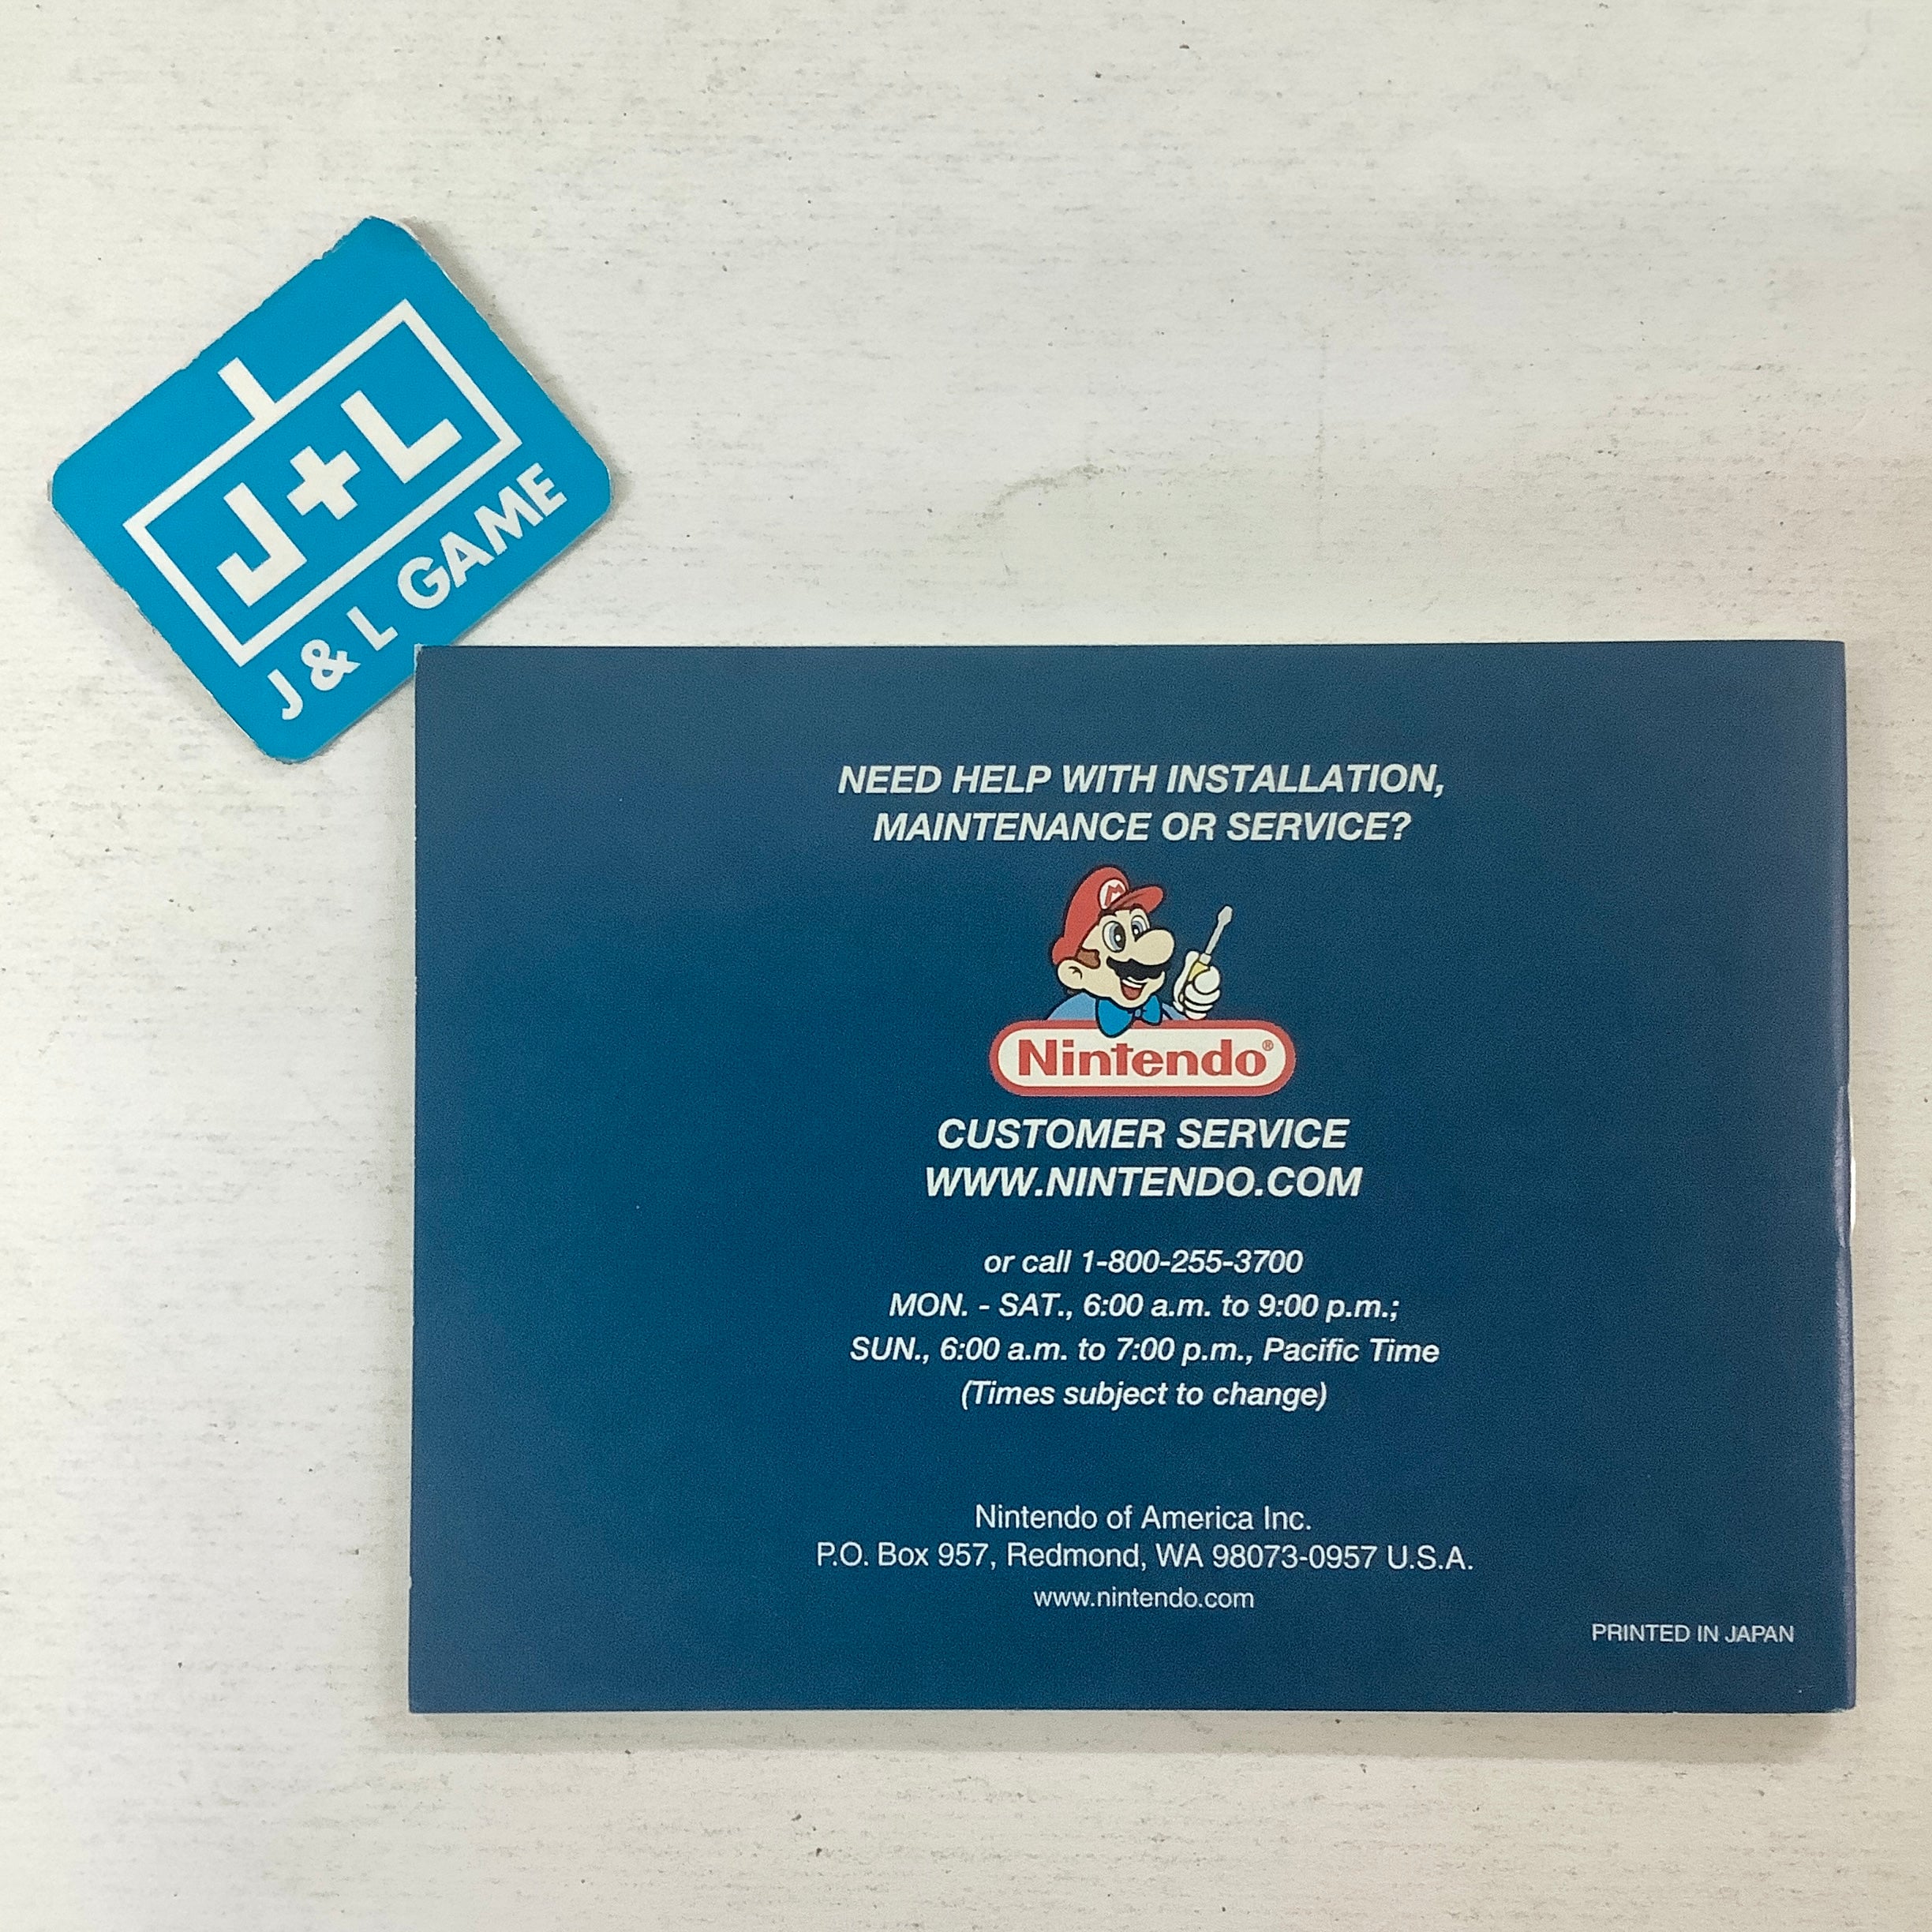 J+L
J & L GAME
NEED HELP WITH INSTALLATION,
MAINTENANCE OR SERVICE?
M
Nintendo®
CUSTOMER SERVICE
WWW.NINTENDO.COM
or call 1-800-255-3700
MON. - SAT., 6:00 a.m. to 9:00 p.m.;
SUN., 6:00 a.m. to 7:00 p.m., Pacific Time
(Times subject to change)
Nintendo of America Inc.
P.O. Box 957, Redmond, WA 98073-0957 U.S.A.
www.nintendo.com
PRINTED IN JAPAN